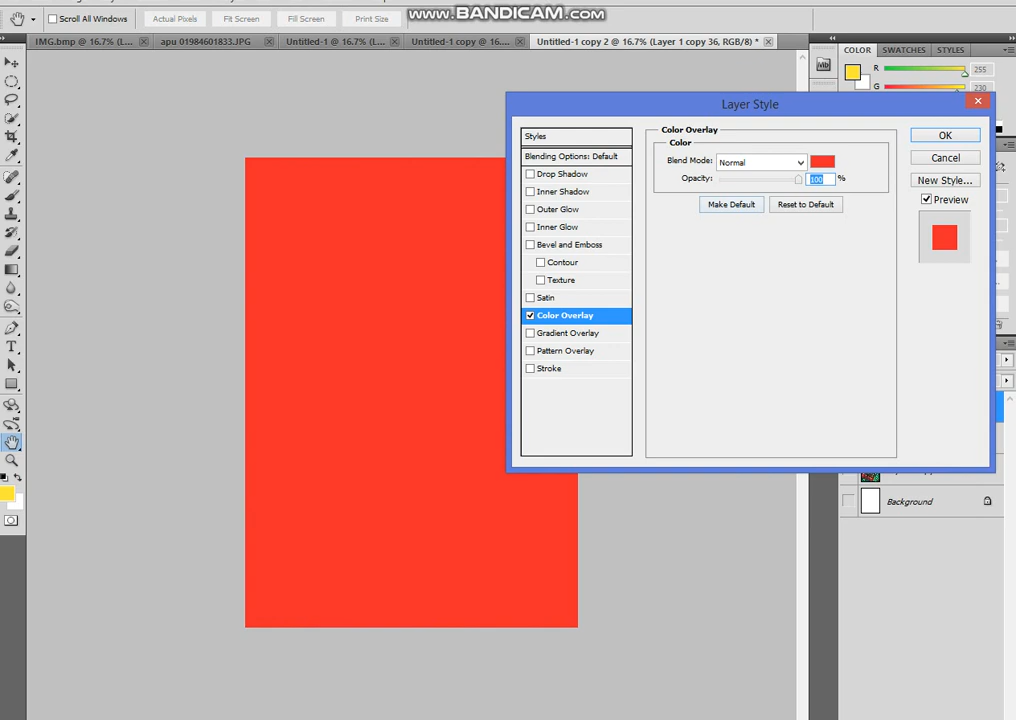 www.BANDICAM.com
Scroll All Windows Actual Pixels Fit Screen Fill Screen Print Size
IMG.bmp @ 16.7% (L... apu 01984601833.JPG Untitled-1 @ 16.7% (L... Untitled-1 copy @ 16.... Untitled-1 copy 2 @ 16.7% (Layer 1 copy 36, RGB/8) *
COLOR SWATCHES STYLES
R 255
G 230
Layer Style
Styles
Blending Options: Default
Drop Shadow
Inner Shadow
Outer Glow
Inner Glow
Bevel and Emboss
Contour
Texture
Satin
Color Overlay
Gradient Overlay
Pattern Overlay
Stroke
Color Overlay
Color
Blend Mode: Normal
Opacity: 100 %
Make Default Reset to Default
OK
Cancel
New Style...
Preview
Background